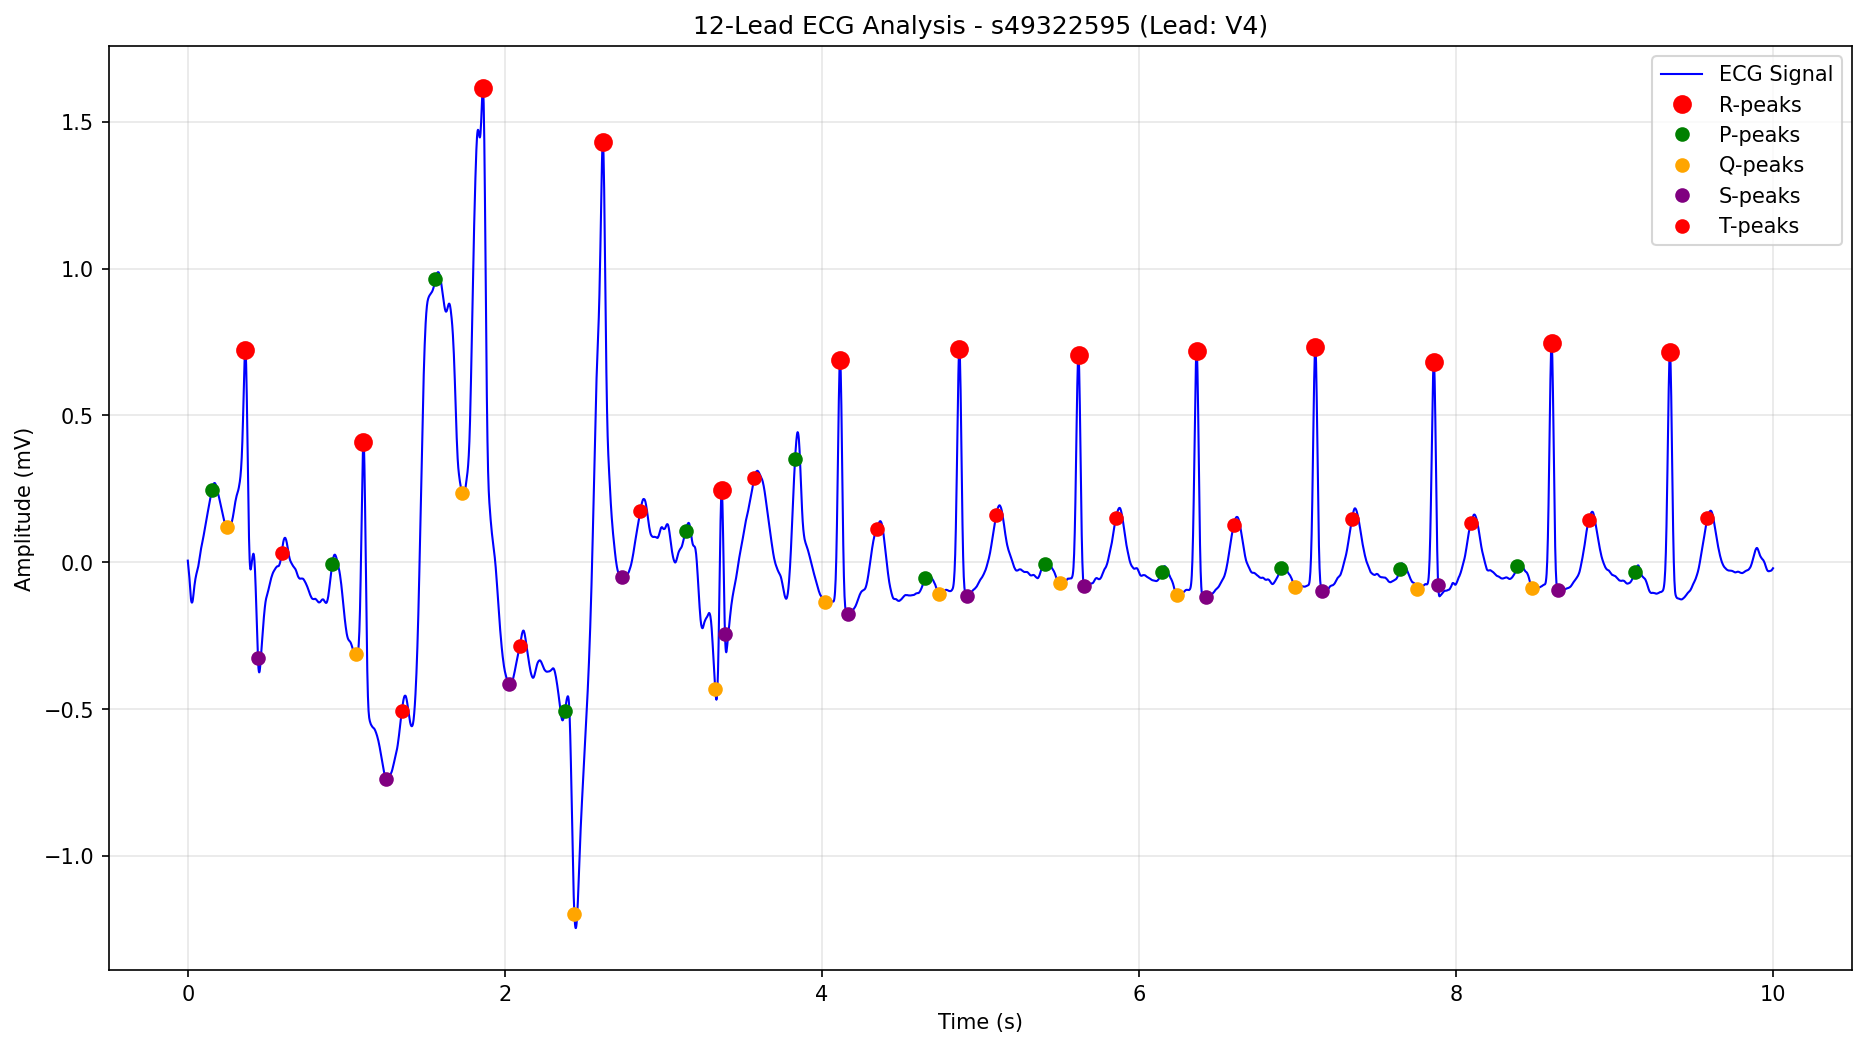 12-Lead ECG Analysis - s49322595 (Lead: V4)
ECG Signal
R-peaks
P-peaks
Q-peaks
S-peaks
T-peaks
Amplitude (mV)
1.5
1.0
0.5
0.0
−0.5
−1.0
0 2 4 6 8 10
Time (s)